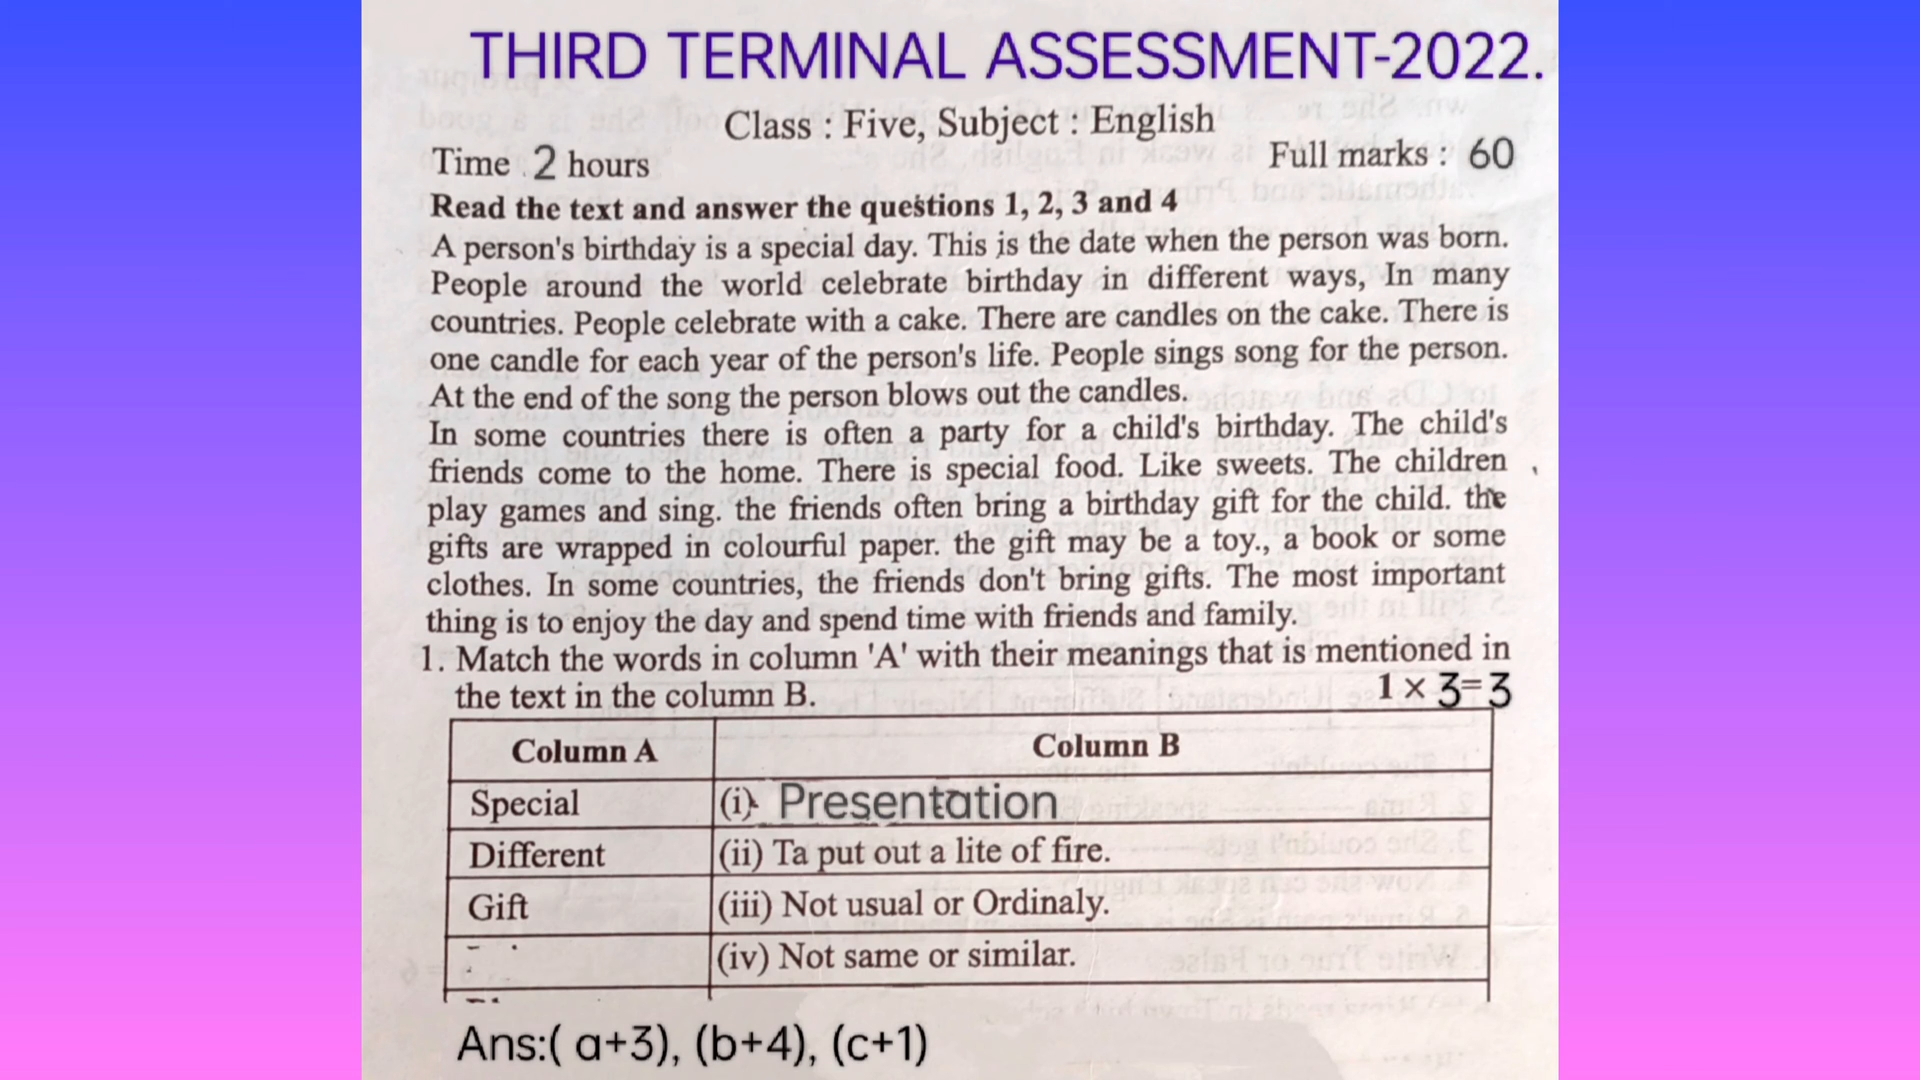 THIRD TERMINAL ASSESSMENT-2022.
Class : Five, Subject : English
Time 2 hours Full marks : 60
Read the text and answer the questions 1, 2, 3 and 4
A person's birthday is a special day. This is the date when the person was born.
People around the world celebrate birthday in different ways, In many
countries. People celebrate with a cake. There are candles on the cake. There is
one candle for each year of the person's life. People sings song for the person.
At the end of the song the person blows out the candles.
In some countries there is often a party for a child's birthday. The child's
friends come to the home. There is special food. Like sweets. The children
play games and sing. the friends often bring a birthday gift for the child. the
gifts are wrapped in colourful paper. the gift may be a toy., a book or some
clothes. In some countries, the friends don't bring gifts. The most important
thing is to enjoy the day and spend time with friends and family.
1. Match the words in column 'A' with their meanings that is mentioned in
the text in the column B. 1 × 3=3
Column A Column B
Special (i) Presentation
Different (ii) Ta put out a lite of fire.
Gift (iii) Not usual or Ordinaly.
(iv) Not same or similar.
Ans:( a+3), (b+4), (c+1)